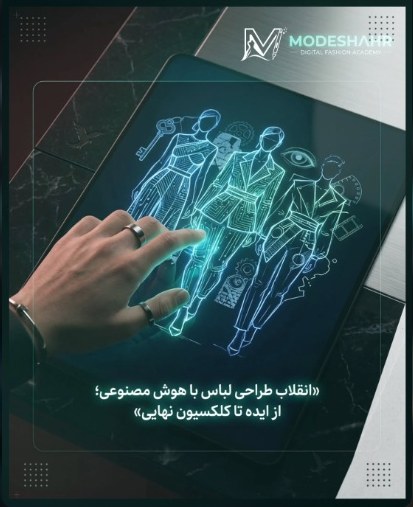 MODESHAHR
DIGITAL FASHION ACADEMY
«انقلاب طراحی لباس با هوش مصنوعی؛
از ایده تا کلکسیون نهایی»